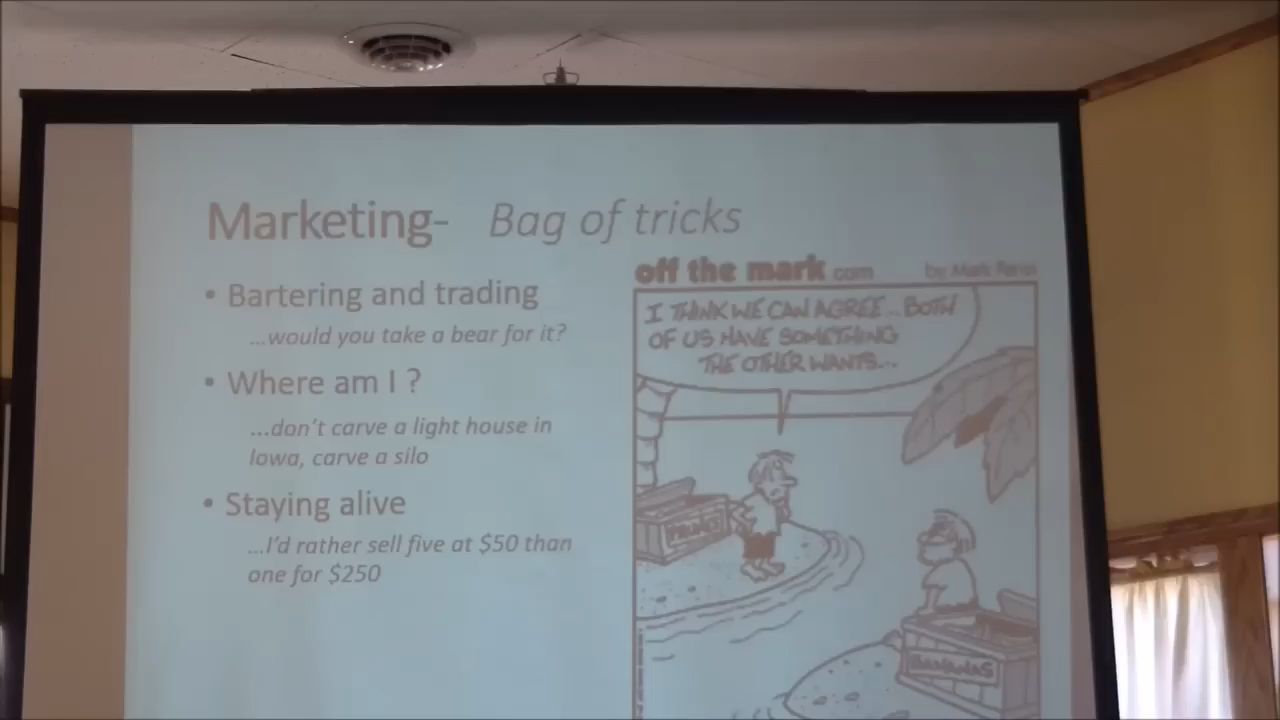 Marketing- Bag of tricks
• Bartering and trading
...would you take a bear for it?
• Where am I ?
...don't carve a light house in
Iowa, carve a silo
• Staying alive
...I'd rather sell five at $50 than
one for $250
off the mark.com by Mark
I THINK WE CAN AGREE... BOTH
OF US HAVE SOMETHING
THE OTHER WANTS...
BANANAS